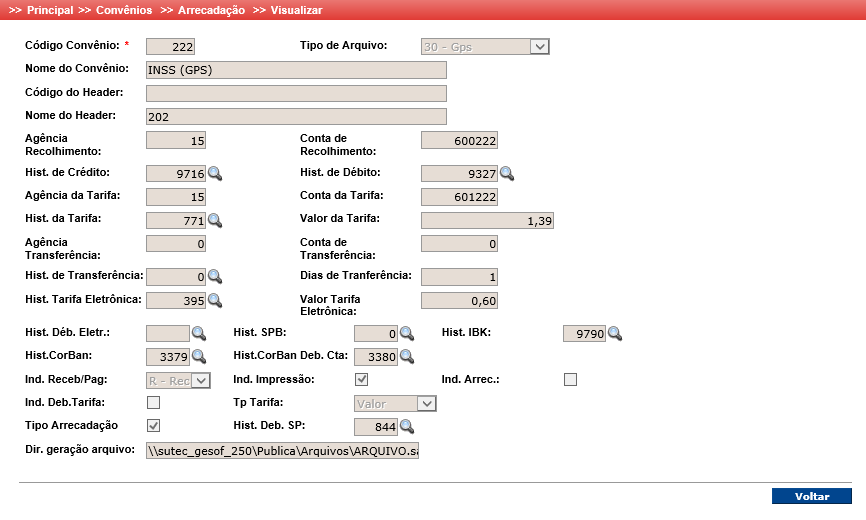 >> Principal >> Convênios >> Arrecadação >> Visualizar
Código Convênio: * 222 Tipo de Arquivo: 30 - Gps
Nome do Convênio: INSS (GPS)
Código do Header:
Nome do Header: 202
Agência Recolhimento: 15 Conta de Recolhimento: 600222
Hist. de Crédito: 9716 Hist. de Débito: 9327
Agência da Tarifa: 15 Conta da Tarifa: 601222
Hist. da Tarifa: 771 Valor da Tarifa: 1,39
Agência Transferência: 0 Conta de Transferência: 0
Hist. de Transferência: 0 Dias de Tranferência: 1
Hist. Tarifa Eletrônica: 395 Valor Tarifa Eletrônica: 0,60
Hist. Déb. Eletr.: Hist. SPB: 0 Hist. IBK: 9790
Hist.CorBan: 3379 Hist.CorBan Deb. Cta: 3380
Ind. Receb/Pag: R - Rec Ind. Impressão: Ind. Arrec.:
Ind. Deb.Tarifa: Tp Tarifa: Valor
Tipo Arrecadação Hist. Deb. SP: 844
Dir. geração arquivo: \\sutec_gesof_250\Publica\Arquivos\ARQUIVO.sa
Voltar